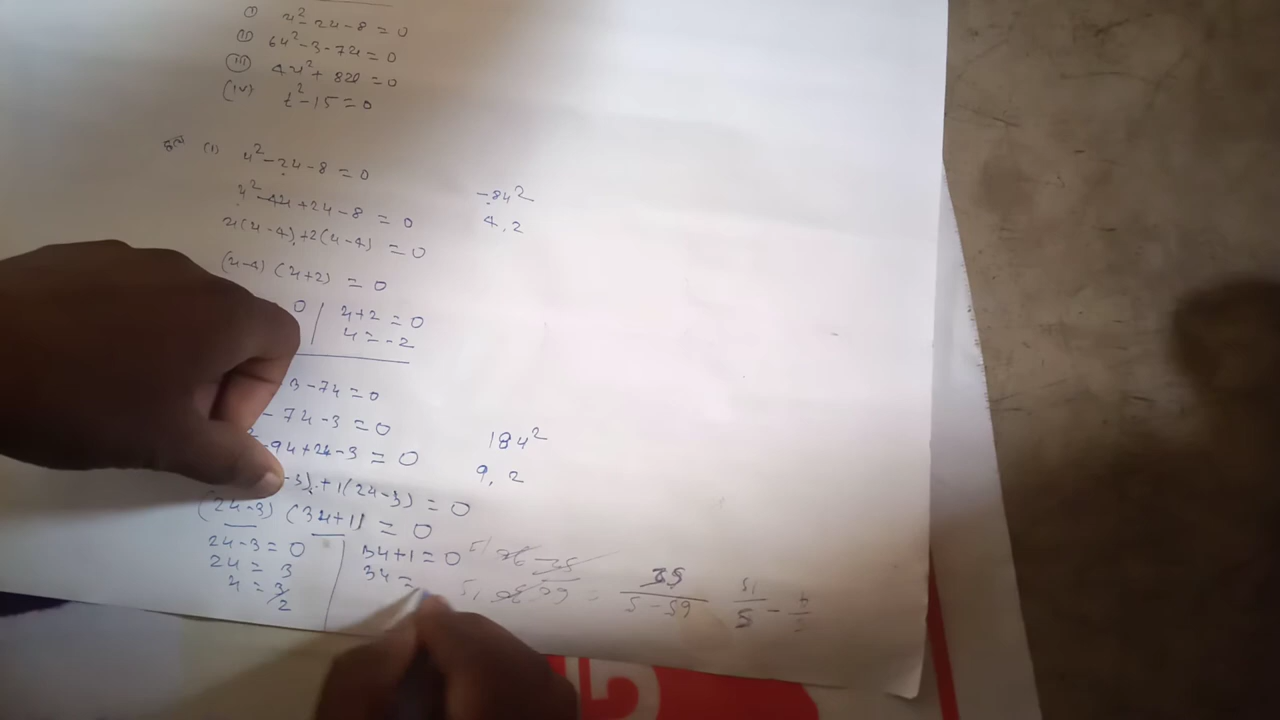 (i) x² - 2x - 8 = 0
(ii) 6x² - 3 - 7x = 0
(iii) 4x² + 8x = 0
(iv) t² - 15 = 0
(i) x² - 2x - 8 = 0
-8x²
x² - 4x + 2x - 8 = 0
4, 2
x(x-4) + 2(x-4) = 0
(x-4) (x+2) = 0
0 | x+2 = 0
x = -2
3 - 7x = 0
- 7x - 3 = 0
18x²
- 9x + 2x - 3 = 0
9, 2
-3) + 1(2x-3) = 0
(2x-3) (3x+1) = 0
2x-3 = 0 | 3x+1 = 0
2x = 3 | 3x =
x = 3/2